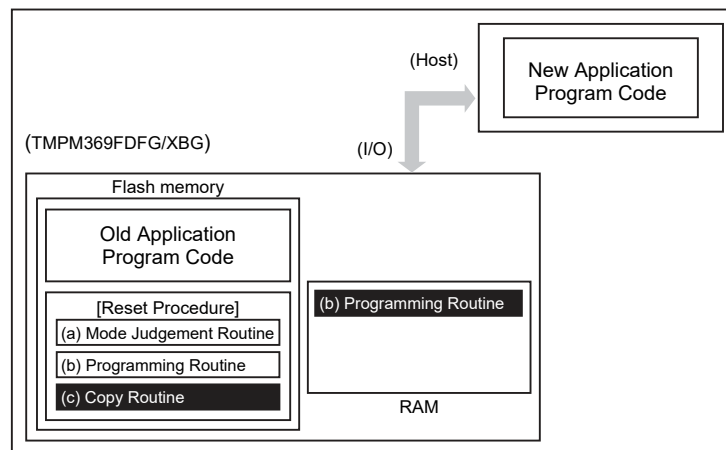 (Host)
New Application
Program Code
(TMPM369FDFG/XBG)
(I/O)
Flash memory
Old Application
Program Code
[Reset Procedure]
(a) Mode Judgement Routine
(b) Programming Routine
(c) Copy Routine
(b) Programming Routine
RAM